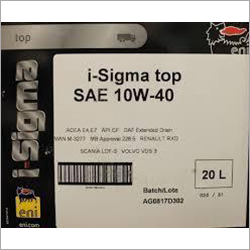 top
i-Sigma
eni
i-Sigma top
SAE 10W-40
ACEA E4,E7 API CF DAF Extended Drain
MAN M-3277 MB Approval 228.5 RENAULT RXD
SCANIA LDF-3 VOLVO VDS 3
20 L
Batch/Lote
AG0817D302
eni